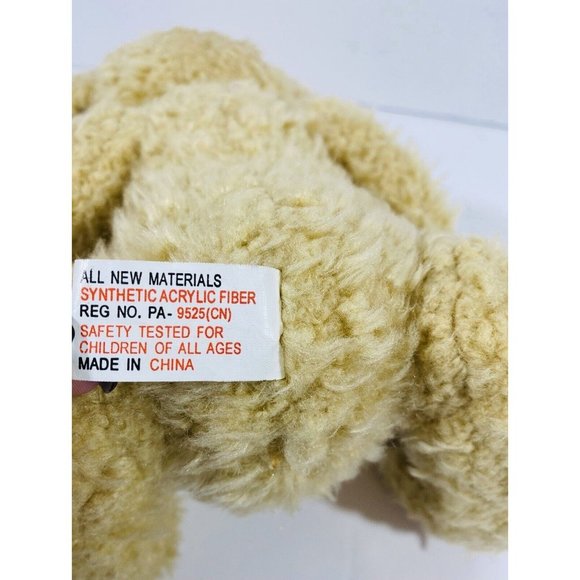 ALL NEW MATERIALS
SYNTHETIC ACRYLIC FIBER
REG NO. PA- 9525(CN)
SAFETY TESTED FOR
CHILDREN OF ALL AGES
MADE IN CHINA